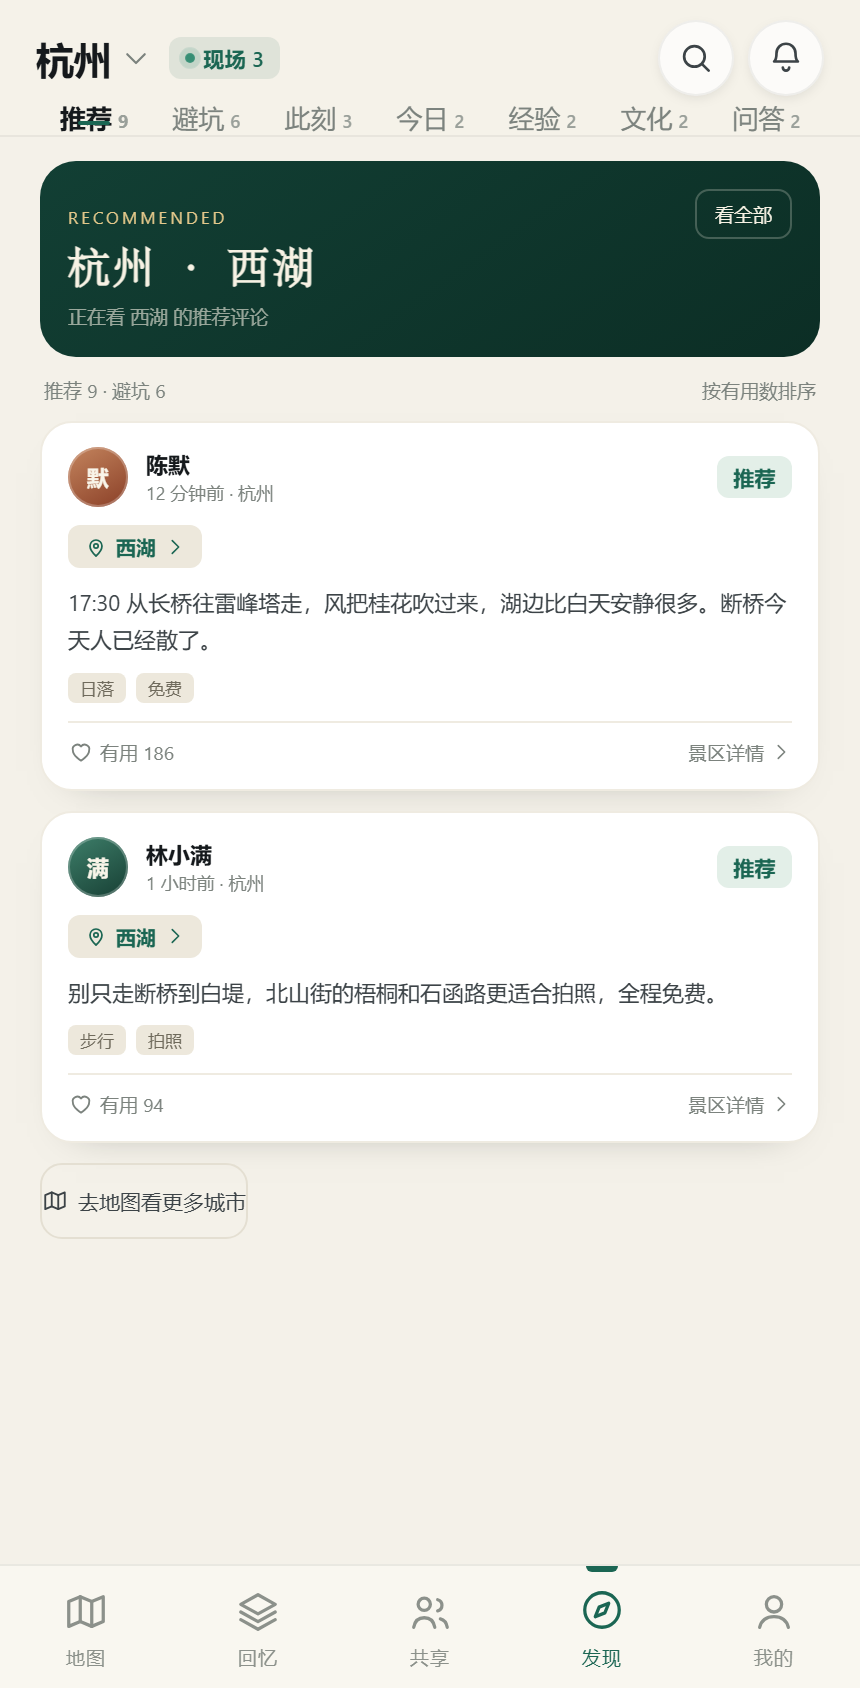 杭州 现场 3
推荐 9 避坑 6 此刻 3 今日 2 经验 2 文化 2 问答 2
RECOMMENDED
看全部
杭州 · 西湖
正在看 西湖 的推荐评论
推荐 9 · 避坑 6 按有用数排序
默 陈默
12 分钟前 · 杭州
推荐
西湖
17:30 从长桥往雷峰塔走，风把桂花吹过来，湖边比白天安静很多。断桥今
天人已经散了。
日落 免费
有用 186 景区详情
满 林小满
1 小时前 · 杭州
推荐
西湖
别只走断桥到白堤，北山街的梧桐和石函路更适合拍照，全程免费。
步行 拍照
有用 94 景区详情
去地图看更多城市
地图 回忆 共享 发现 我的